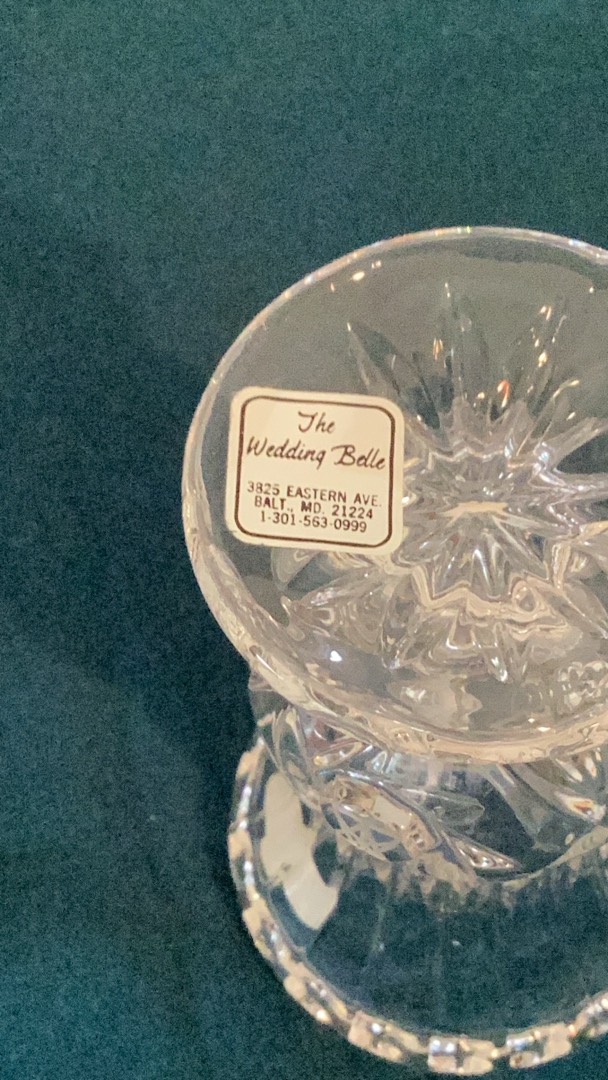 The
Wedding Belle
3825 EASTERN AVE.
BALT., MD. 21224
1-301-563-0999